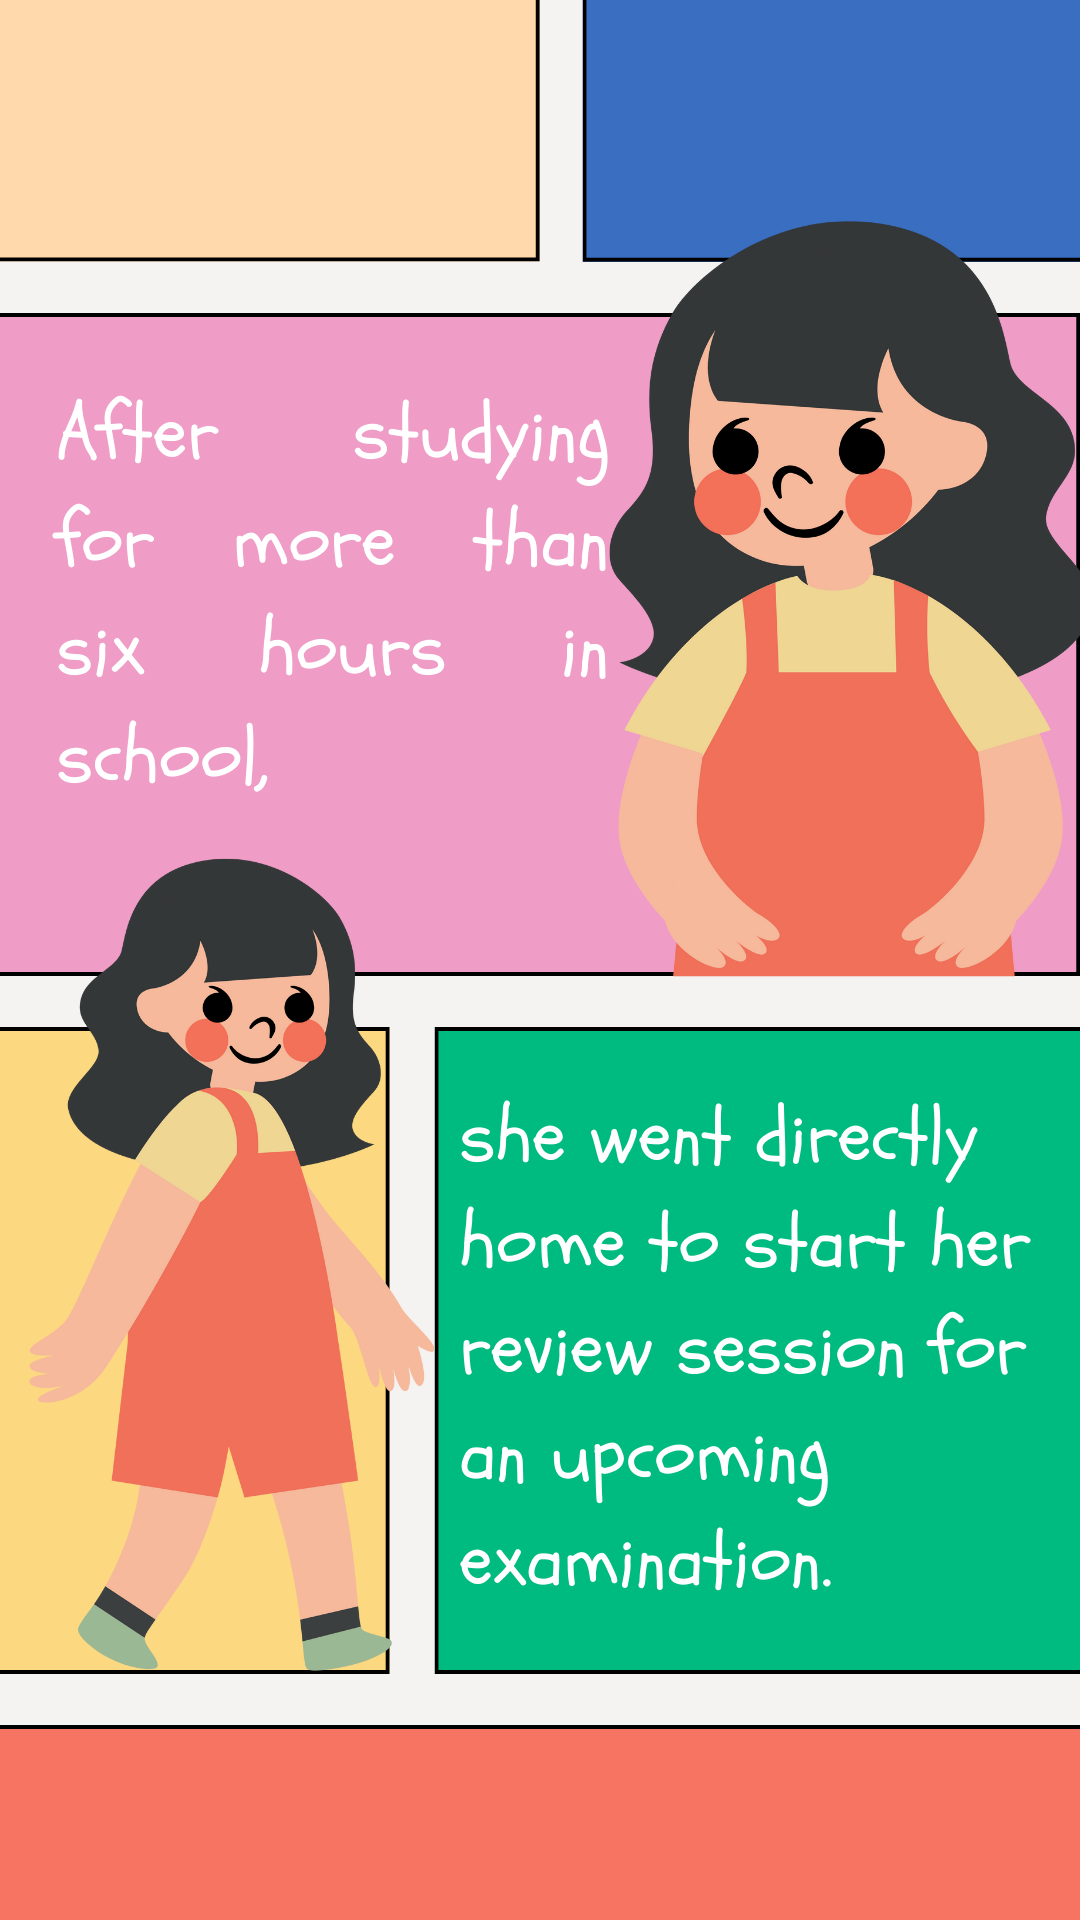 After studying
for more than
six hours in
school,
she went directly
home to start her
review session for
an upcoming
examination.